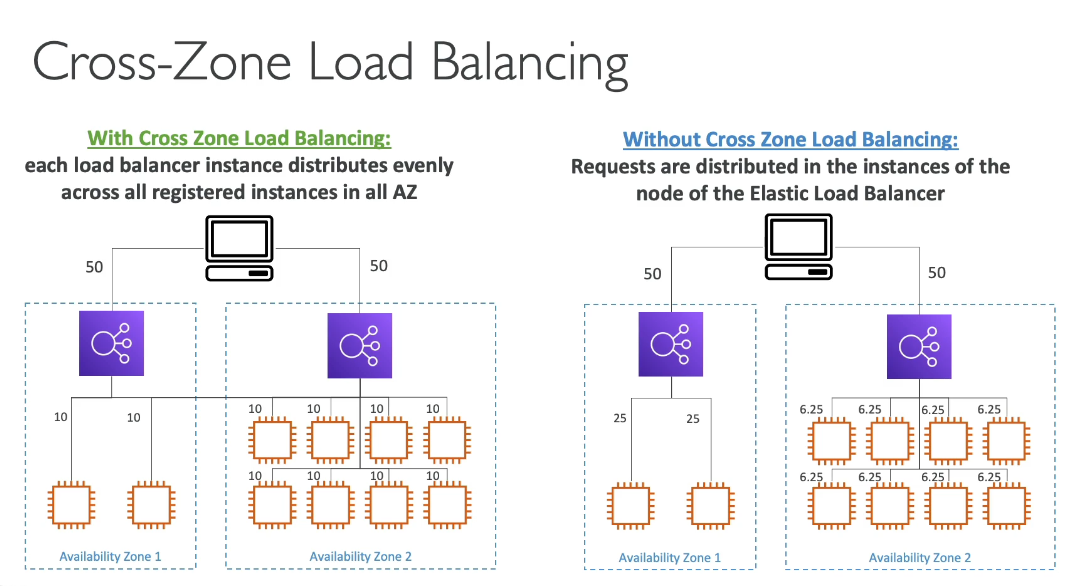 Cross-Zone Load Balancing
With Cross Zone Load Balancing:
each load balancer instance distributes evenly
across all registered instances in all AZ
50
50
10
10
10
10
10
10
10
10
10
10
Availability Zone 1
Availability Zone 2
Without Cross Zone Load Balancing:
Requests are distributed in the instances of the
node of the Elastic Load Balancer
50
50
25
25
6.25
6.25
6.25
6.25
6.25
6.25
6.25
6.25
Availability Zone 1
Availability Zone 2